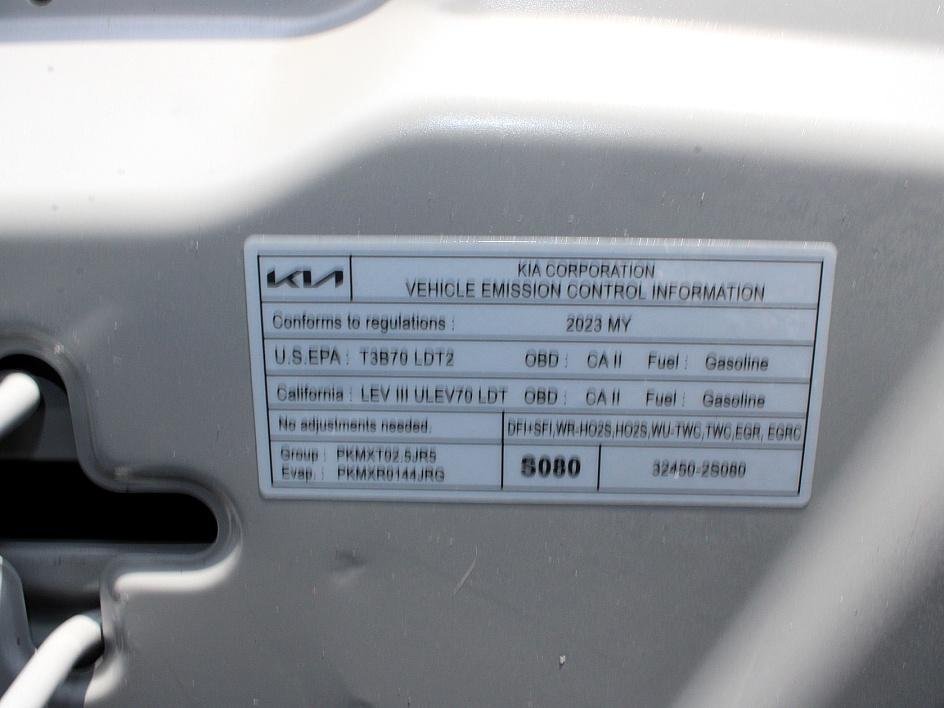 KIA KIA CORPORATION
VEHICLE EMISSION CONTROL INFORMATION
Conforms to regulations : 2023 MY
U.S.EPA : T3B70 LDT2 OBD : CA II Fuel : Gasoline
California : LEV III ULEV70 LDT OBD : CA II Fuel : Gasoline
No adjustments needed. DFI+SFI,WR-HO2S,HO2S,WU-TWC,TWC,EGR, EGRC
Group : PKMXT02.5JR5
Evap. : PKMXR0144JRG
S080 32450-2S080